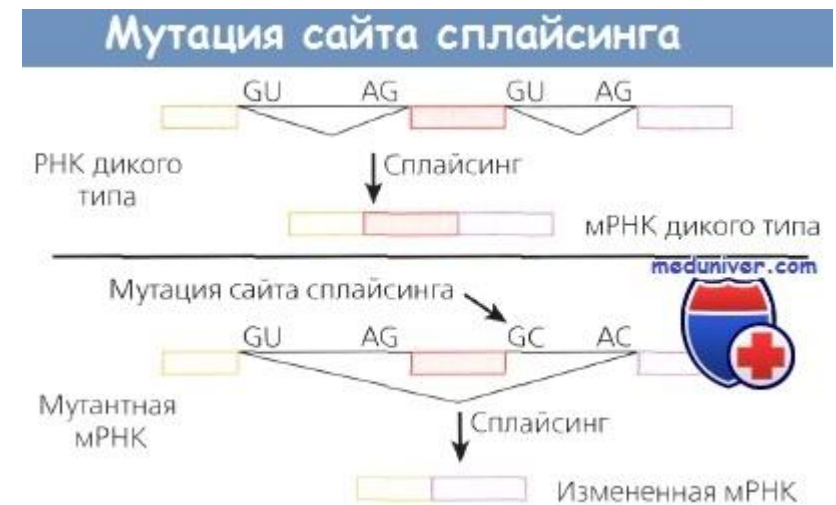 Мутация сайта сплайсинга
GU AG GU AG
РНК дикого
типа
Сплайсинг
мРНК дикого типа
meduniver.com
Мутация сайта сплайсинга
GU AG GC AC
Мутантная
мРНК
Сплайсинг
Измененная мРНК